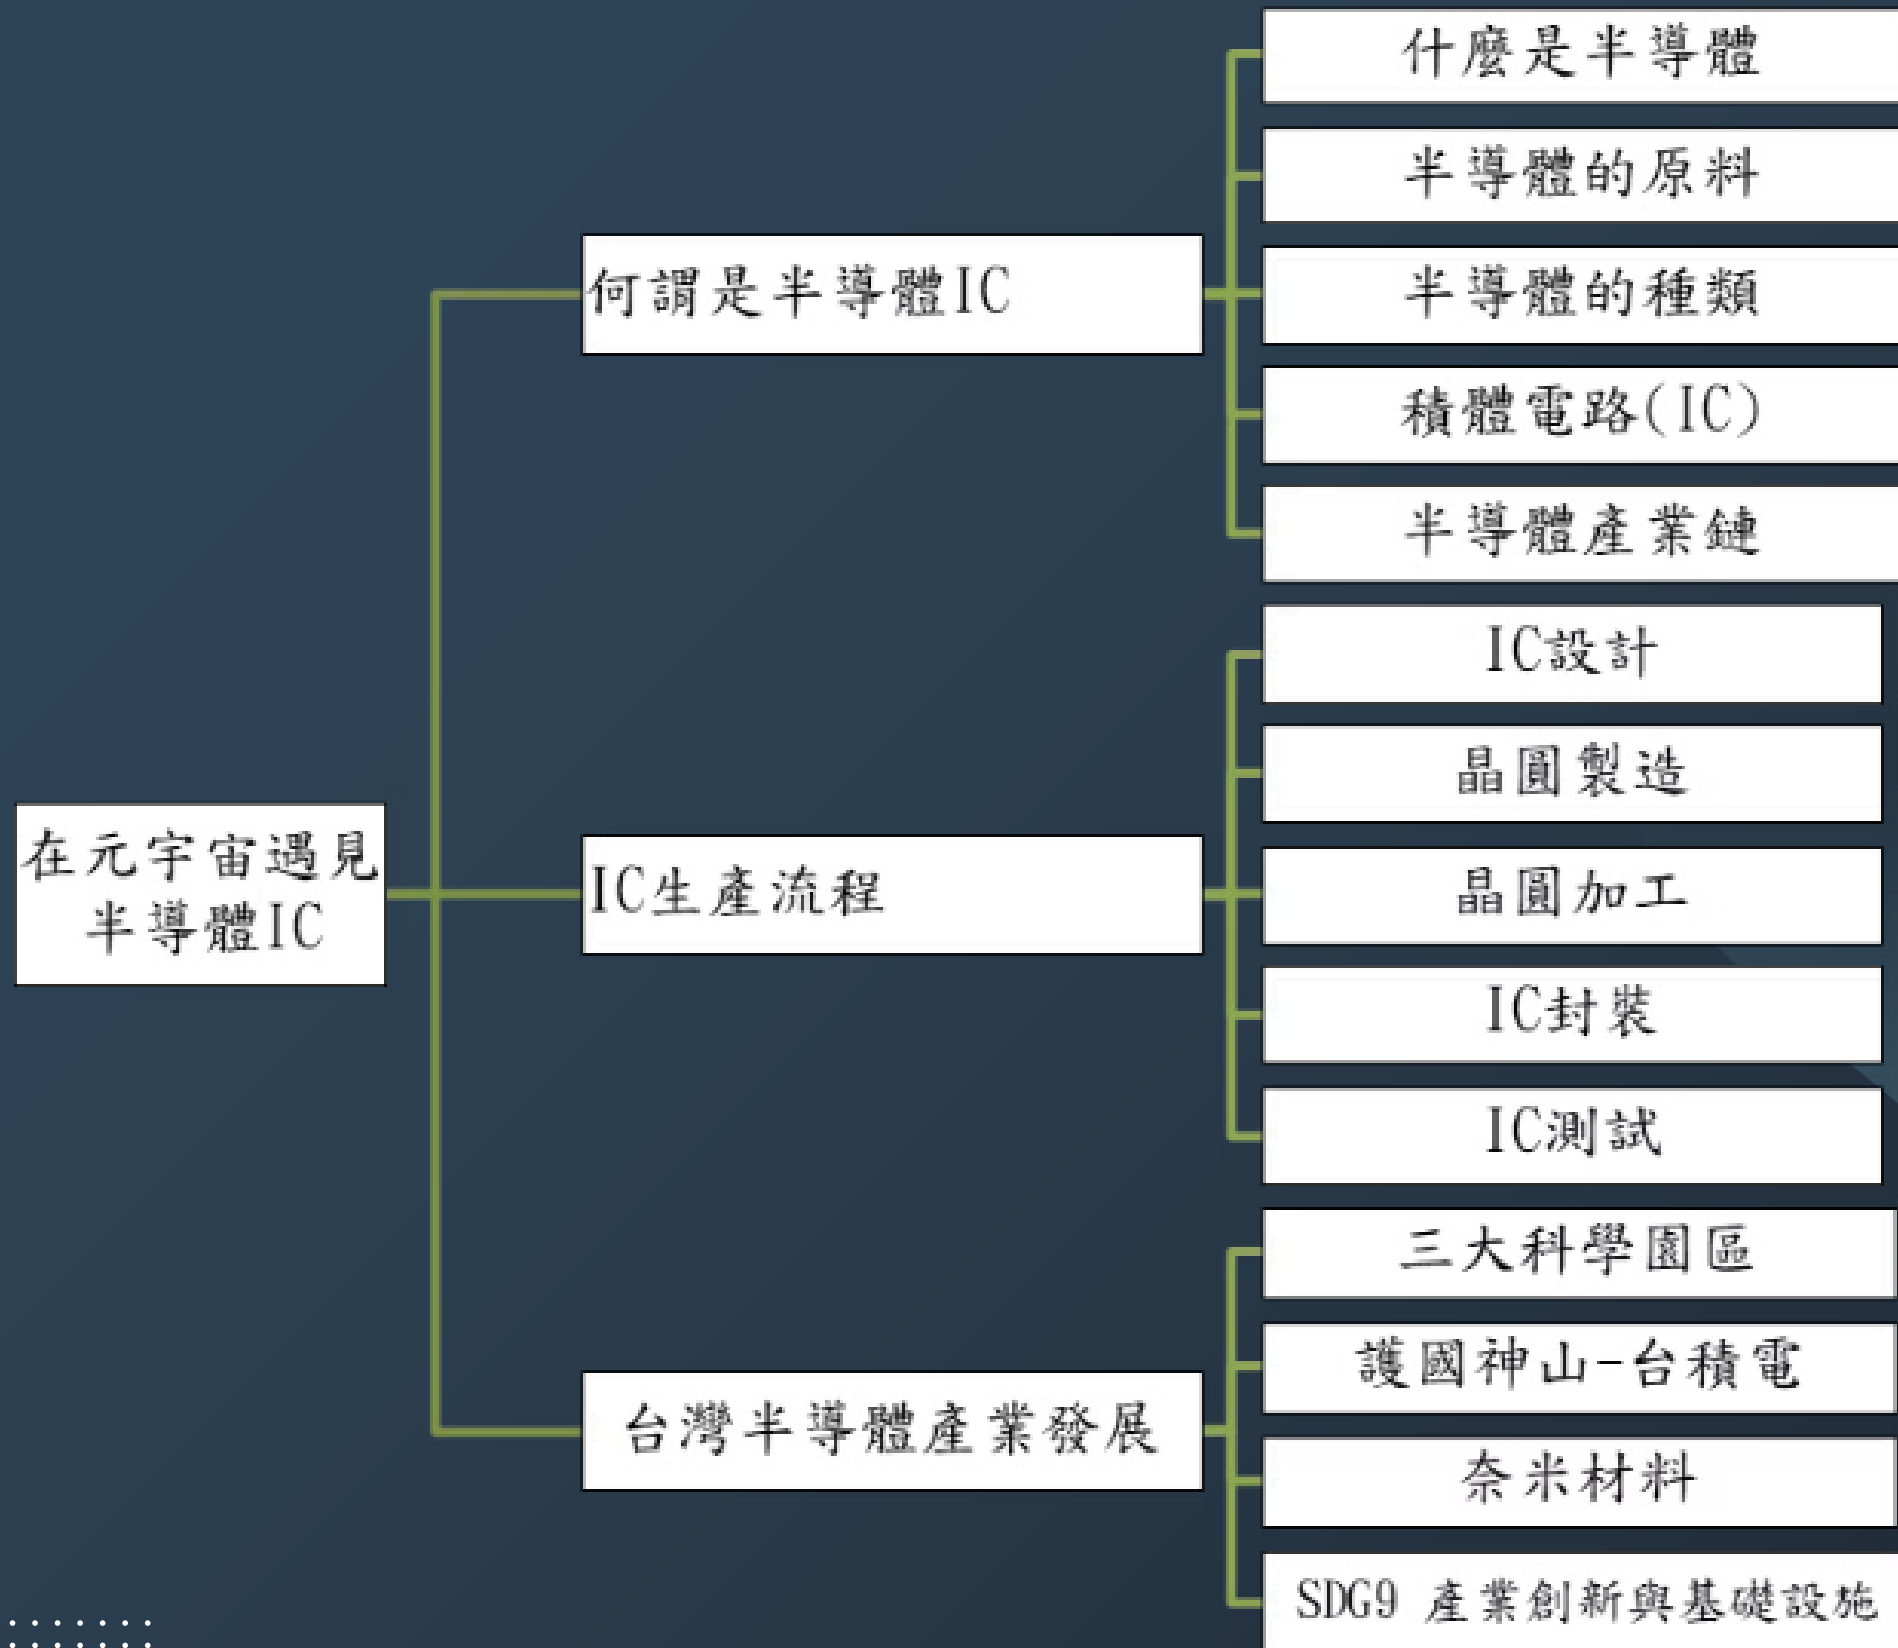 在元宇宙遇見
半導體IC
何謂是半導體IC
什麼是半導體
半導體的原料
半導體的種類
積體電路(IC)
半導體產業鏈
IC生產流程
IC設計
晶圓製造
晶圓加工
IC封裝
IC測試
台灣半導體產業發展
三大科學園區
護國神山-台積電
奈米材料
SDG9 產業創新與基礎設施